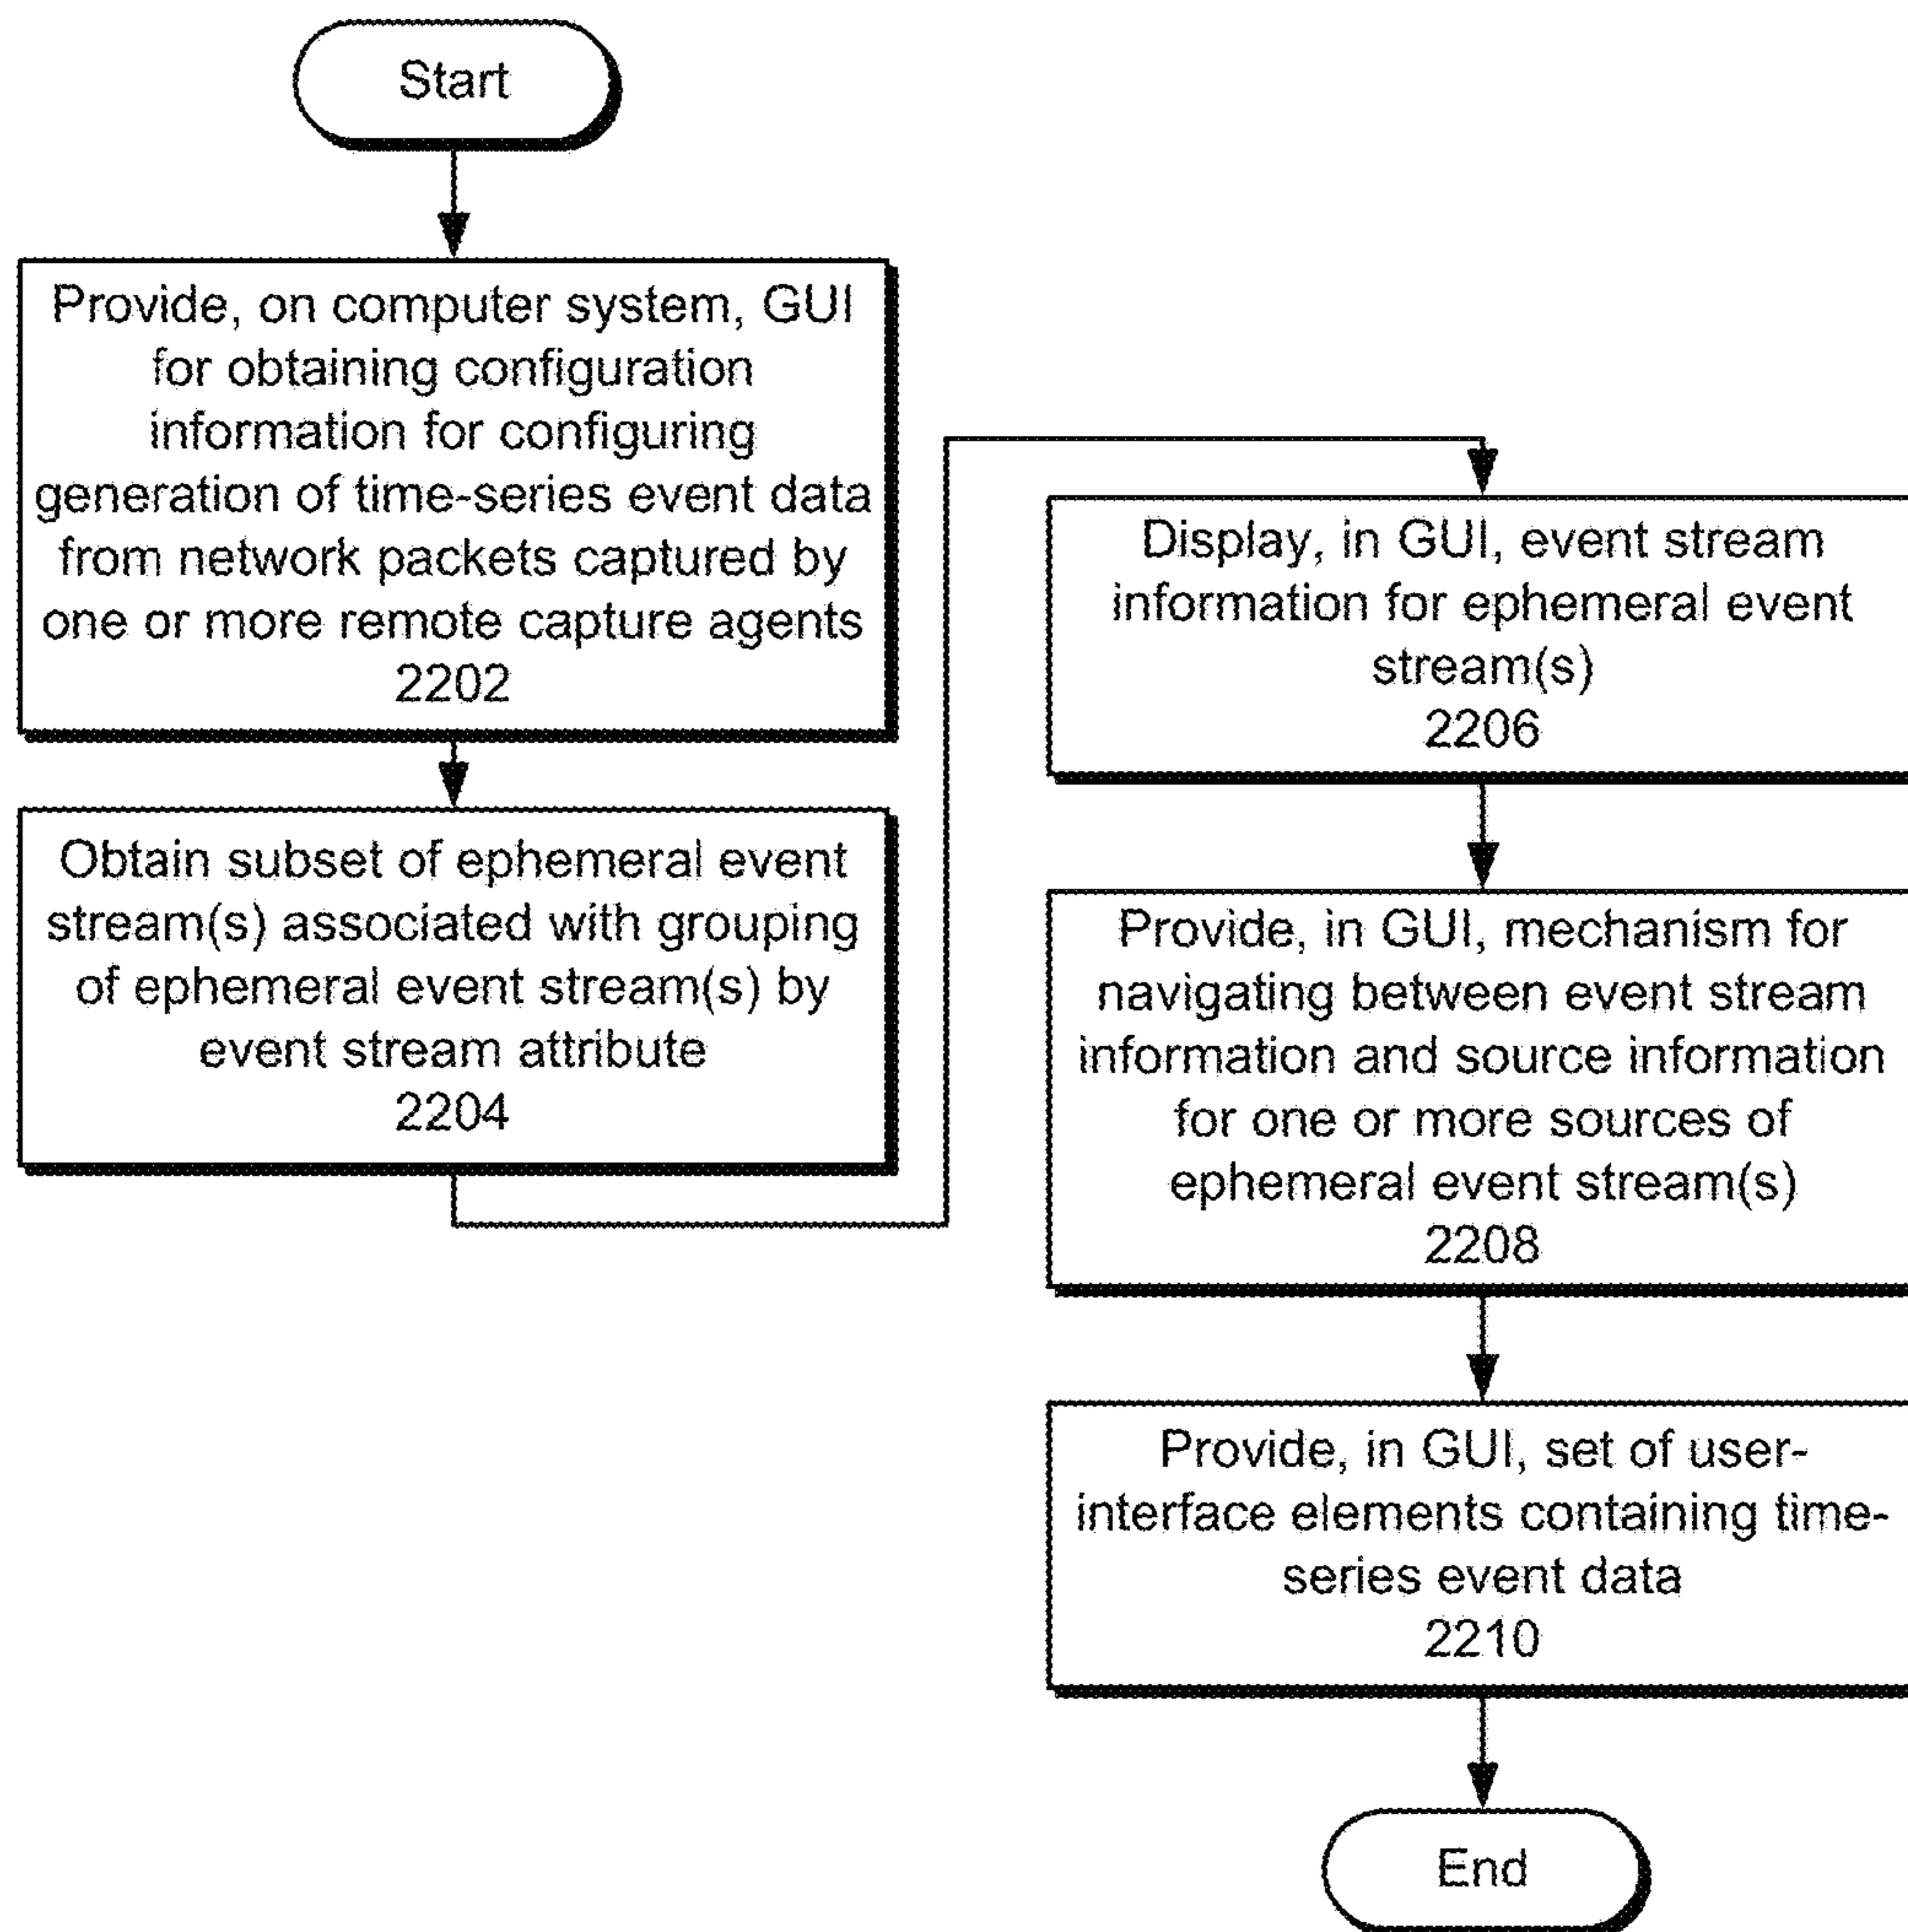 Start
Provide, on computer system, GUI
for obtaining configuration
information for configuring
generation of time-series event data
from network packets captured by
one or more remote capture agents
2202
Obtain subset of ephemeral event
stream(s) associated with grouping
of ephemeral event stream(s) by
event stream attribute
2204
Display, in GUI, event stream
information for ephemeral event
stream(s)
2206
Provide, in GUI, mechanism for
navigating between event stream
information and source information
for one or more sources of
ephemeral event stream(s)
2208
Provide, in GUI, set of user-
interface elements containing time-
series event data
2210
End